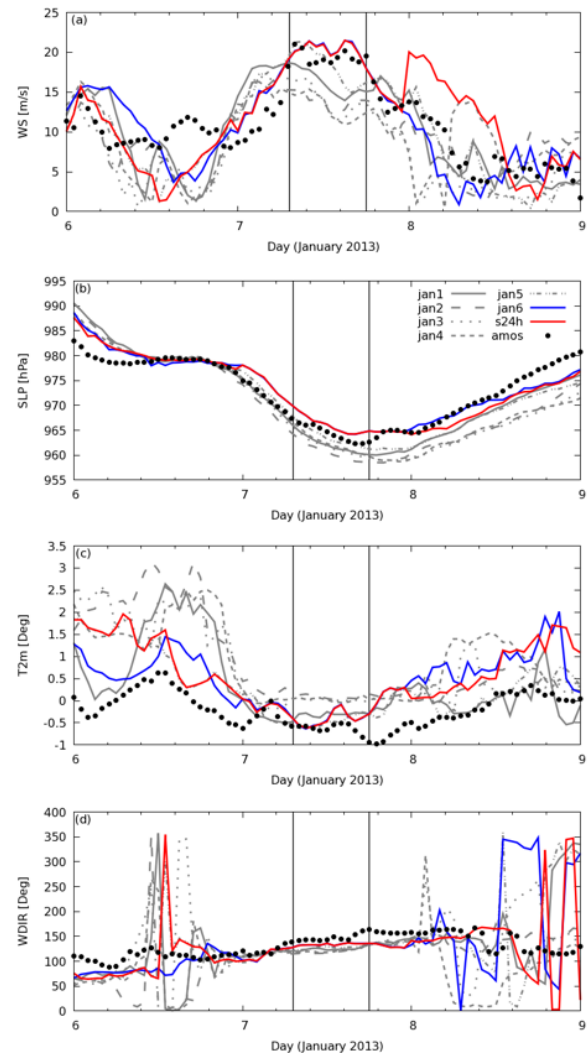 (a)
WS [m/s]
25
20
15
10
5
0
6 7 8 9
Day (January 2013)
(b)
SLP [hPa]
995
990
985
980
975
970
965
960
955
jan1 jan5
jan2 jan6
jan3 s24h
jan4 amos
6 7 8 9
Day (January 2013)
(c)
T2m [Deg]
3.5
3
2.5
2
1.5
1
0.5
0
-0.5
-1
6 7 8 9
Day (January 2013)
(d)
WDIR [Deg]
400
350
300
250
200
150
100
50
0
6 7 8 9
Day (January 2013)